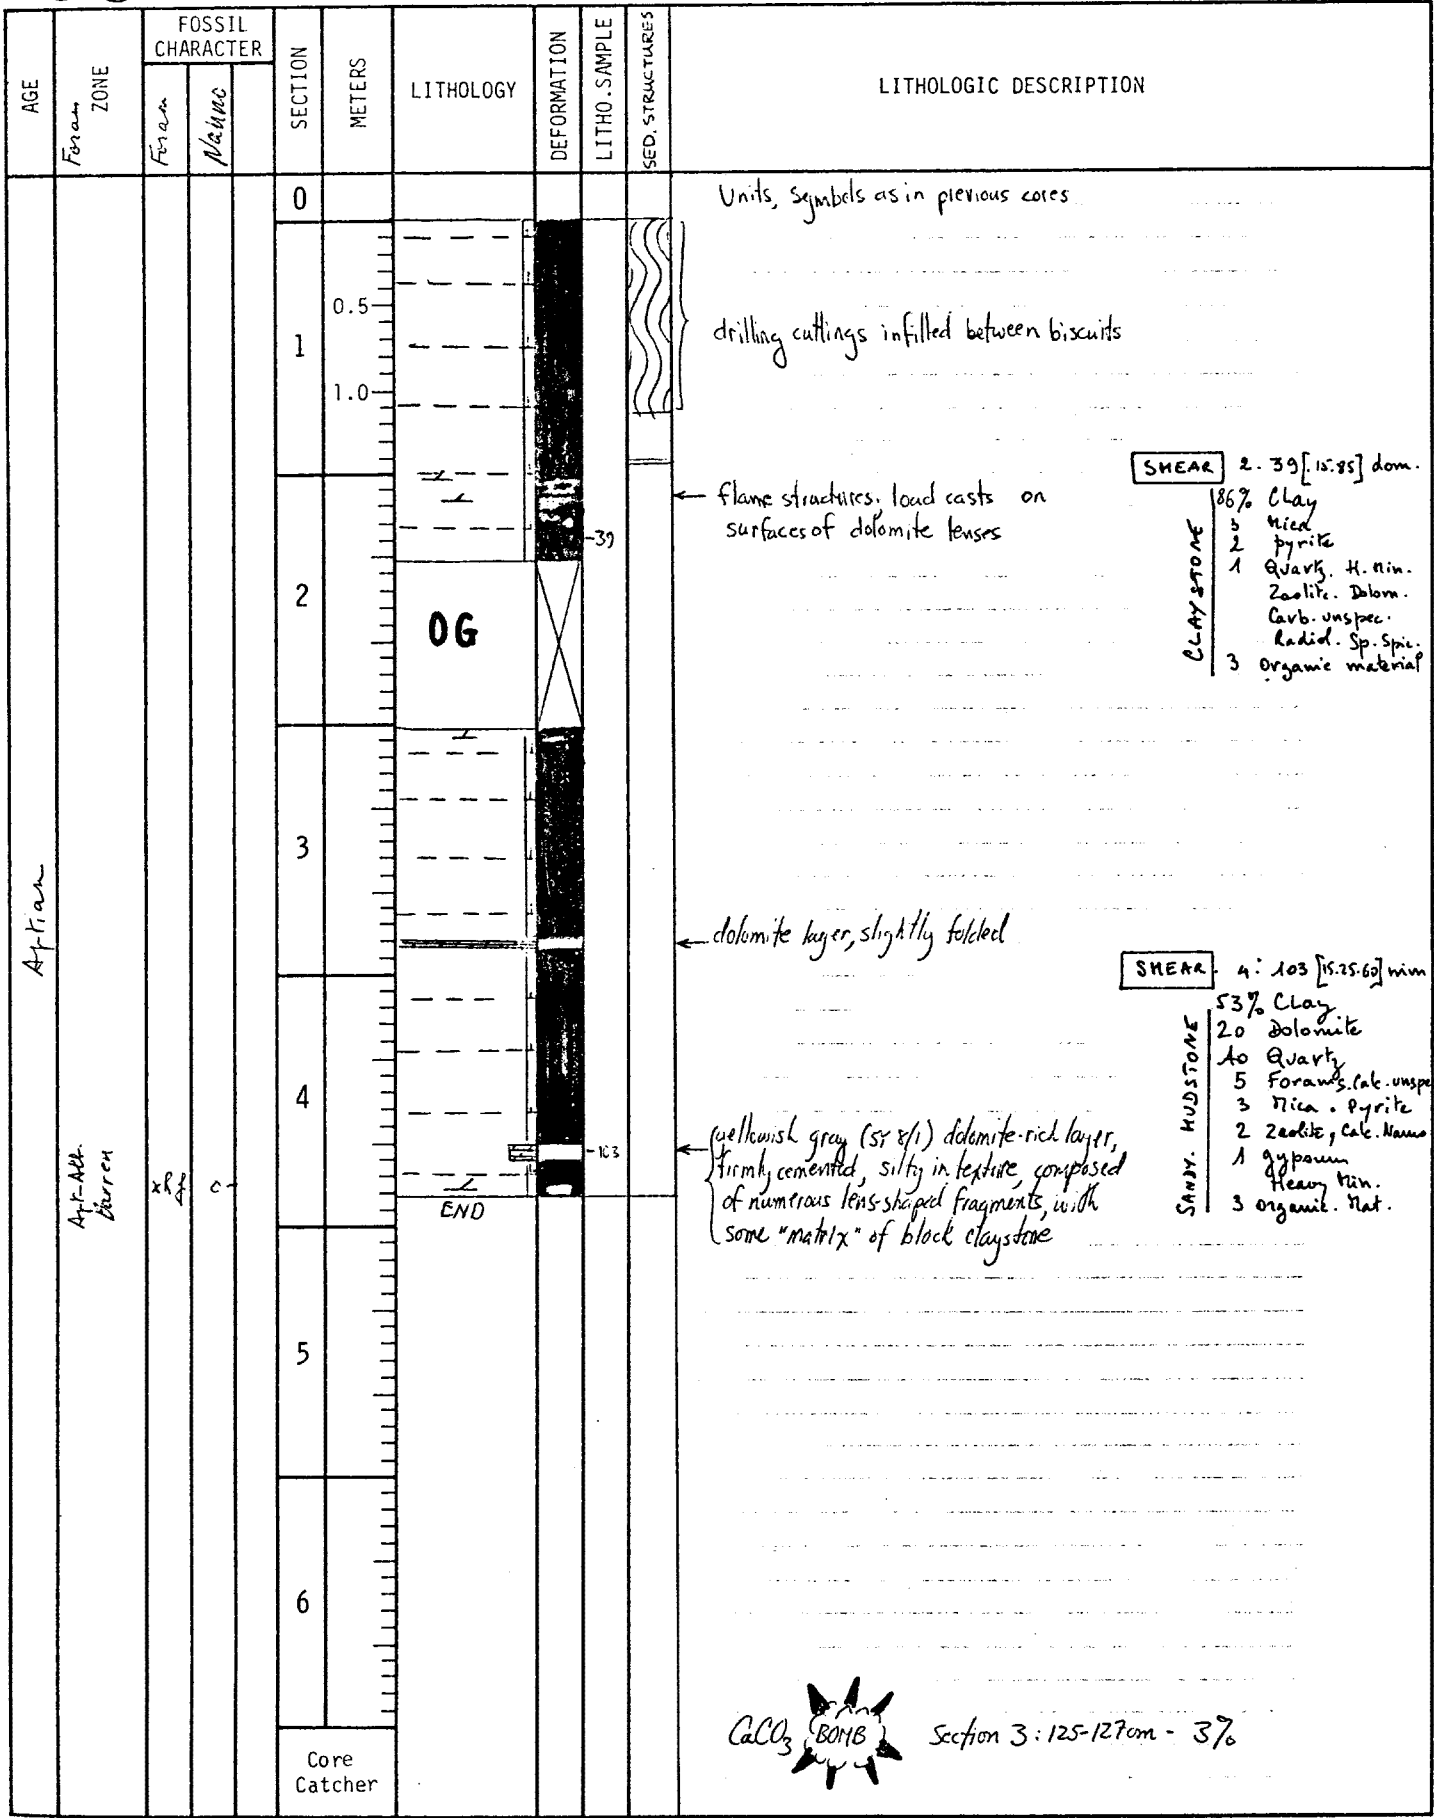 AGE
Foram
ZONE
FOSSIL
CHARACTER
Foram
Nanno
SECTION
METERS
LITHOLOGY
DEFORMATION
LITHO.SAMPLE
SED. STRUCTURES
LITHOLOGIC DESCRIPTION
0
Units, Symbols as in previous cores
0.5
1
drilling cuttings infilled between biscuits
1.0
SMEAR 2. 39 [.15.85] dom.
flame structures, load casts on
surfaces of dolomite lenses
-39
CLAYSTONE
86% Clay
3 Mica
2 pyrite
1 Quartz. H. Min.
Zeolite. Dolom.
Carb. unspec.
Radiol. Sp. Spic.
3 Organic material
2
OG
3
Aptian
dolomite layer, slightly folded
SMEAR. 4: 103 [15.25.60] min
SANDY. MUDSTONE
53% Clay
20 Dolomite
10 Quartz
5 Forams. Calc. unspe
3 Mica . Pyrite
2 Zeolite, Calc. Nanno
1 gypsum
Heavy Min.
3 Organic. Mat.
4
Apt-Alb.
Barren
c
-103
yellowish gray (5Y 8/1) dolomite-rich layer,
firmly cemented, silty in texture, composed
of numerous lens-shaped fragments, with
some "matrix" of block claystone
END
5
6
CaCO3 BOMB Section 3: 125-127cm - 3%
Core
Catcher